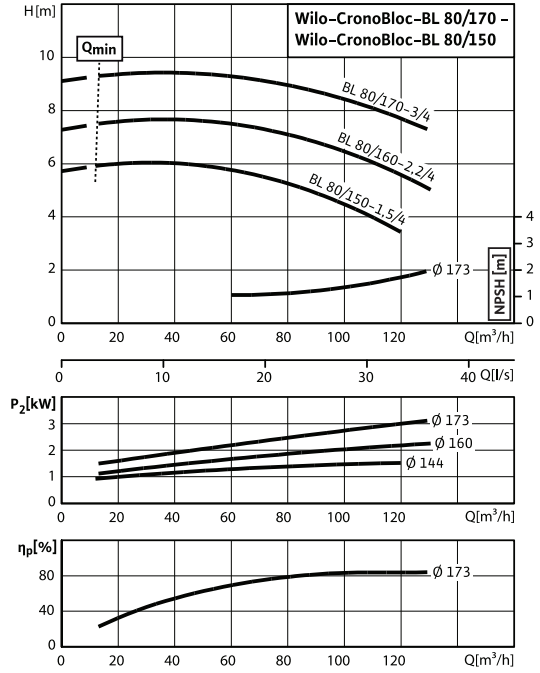 H [m]
Wilo-CronoBloc-BL 80/170 -
Wilo-CronoBloc-BL 80/150
Qmin
10
8
6
4
2
0
BL 80/170-3/4
BL 80/160-2,2/4
BL 80/150-1,5/4
Ø 173
4
3
2
1
0
NPSH [m]
0 20 40 60 80 100 120 Q[m³/h]
0 10 20 30 40 Q[l/s]
P₂[kW]
3
2
1
0
Ø 173
Ø 160
Ø 144
0 20 40 60 80 100 120 Q[m³/h]
ηp[%]
80
40
0
Ø 173
0 20 40 60 80 100 120 Q[m³/h]